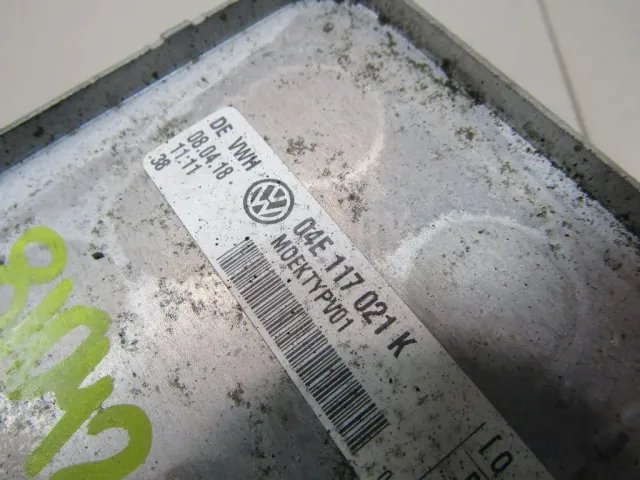 DE VWH
08.04.18
11:11
38
04E 117 021 K
MOEKTYPV01